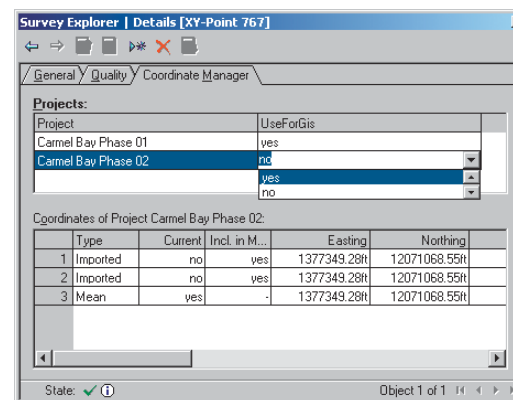 Survey Explorer | Details [XY-Point 767]
General Quality Coordinate Manager
Projects:
Project UseForGis
Carmel Bay Phase 01 yes
Carmel Bay Phase 02 no
yes
no
Coordinates of Project Carmel Bay Phase 02:
Type Current Incl. in M... Easting Northing
1 Imported no yes 1377349.28ft 12071068.55ft
2 Imported no yes 1377349.28ft 12071068.55ft
3 Mean yes - 1377349.28ft 12071068.55ft
State: Object 1 of 1